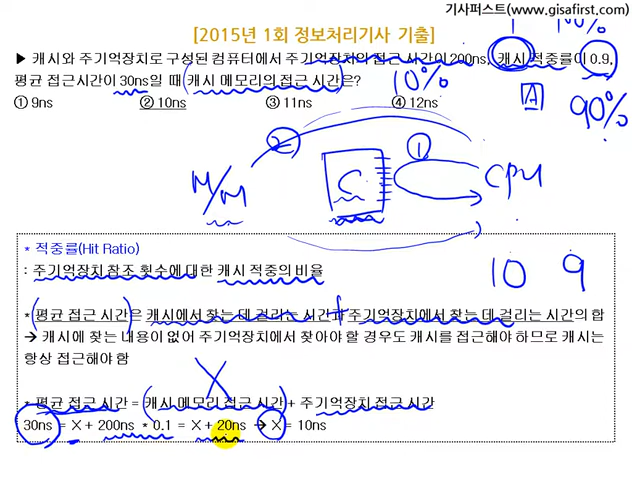 기사퍼스트(www.gisafirst.com)
[2015년 1회 정보처리기사 기출]
1 100%
▶ 캐시와 주기억장치로 구성된 컴퓨터에서 주기억장치의 접근 시간이 200ns, 캐시 적중률이 0.9,
평균 접근시간이 30ns일 때 캐시 메모리의 접근 시간은?
10%
① 9ns ② 10ns ③ 11ns ④ 12ns
A
90%
② ①
M/M C CPU
* 적중률(Hit Ratio)
: 주기억장치 참조 횟수에 대한 캐시 적중의 비율
10 9
* 평균 접근 시간은 캐시에서 찾는 데 걸리는 시간과 주기억장치에서 찾는 데 걸리는 시간의 합
+
→ 캐시에 찾는 내용이 없어 주기억장치에서 찾아야 할 경우도 캐시를 접근해야 하므로 캐시는
항상 접근해야 함
X
* 평균 접근 시간 = 캐시 메모리 접근 시간 + 주기억장치 접근 시간
30ns = X + 200ns * 0.1 = X + 20ns → X = 10ns